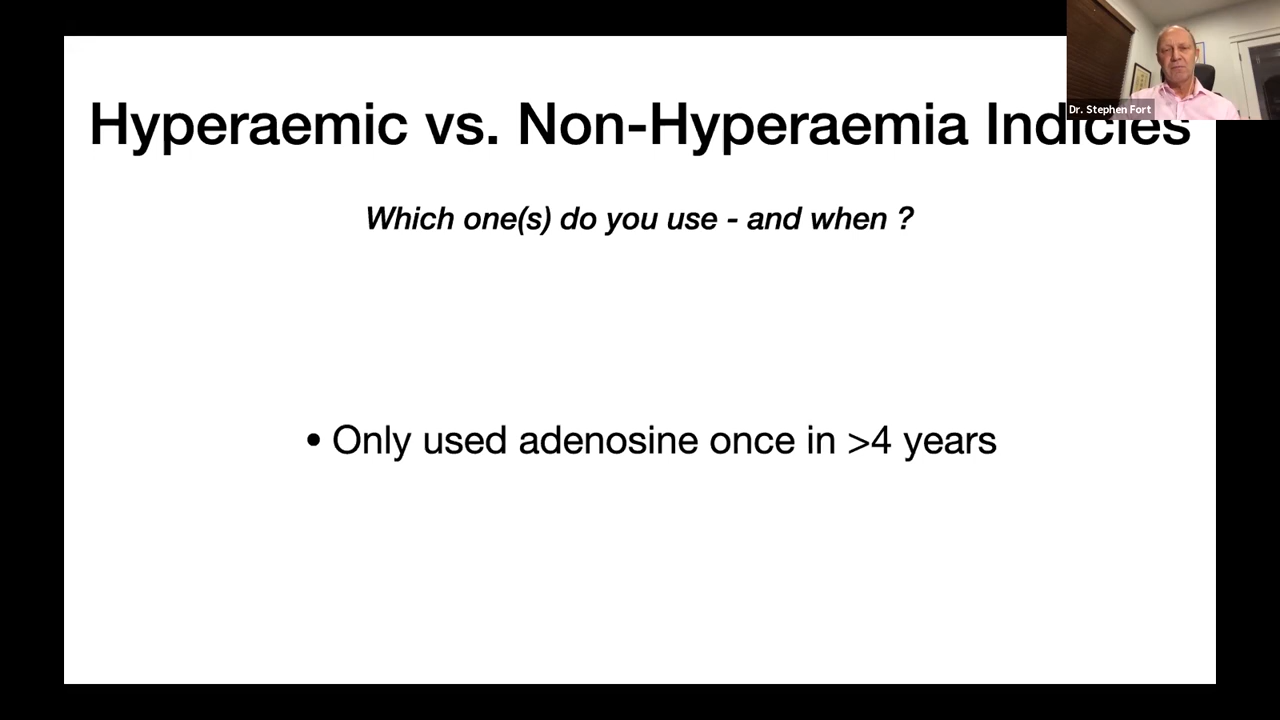 Hyperaemic vs. Non-Hyperaemia Indicies
Dr. Stephen Fort
Which one(s) do you use - and when ?
• Only used adenosine once in >4 years